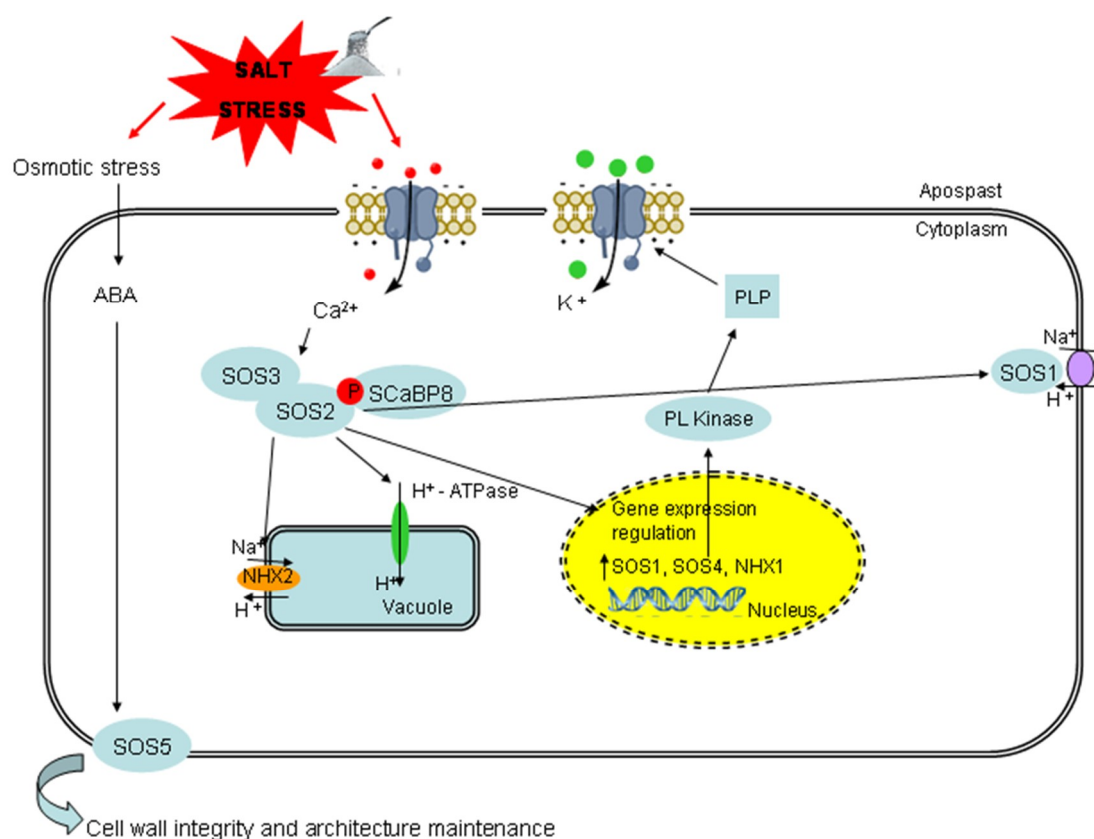 SALT
STRESS
Osmotic stress
Apospast
Cytoplasm
ABA
Ca²⁺
K⁺
PLP
SOS3
SOS2
P
SCaBP8
Na⁺
SOS1
H⁺
PL Kinase
H⁺- ATPase
Gene expression
regulation
SOS1, SOS4, NHX1
Nucleus
Na⁺
NHX2
H⁺
H⁺
Vacuole
SOS5
Cell wall integrity and architecture maintenance